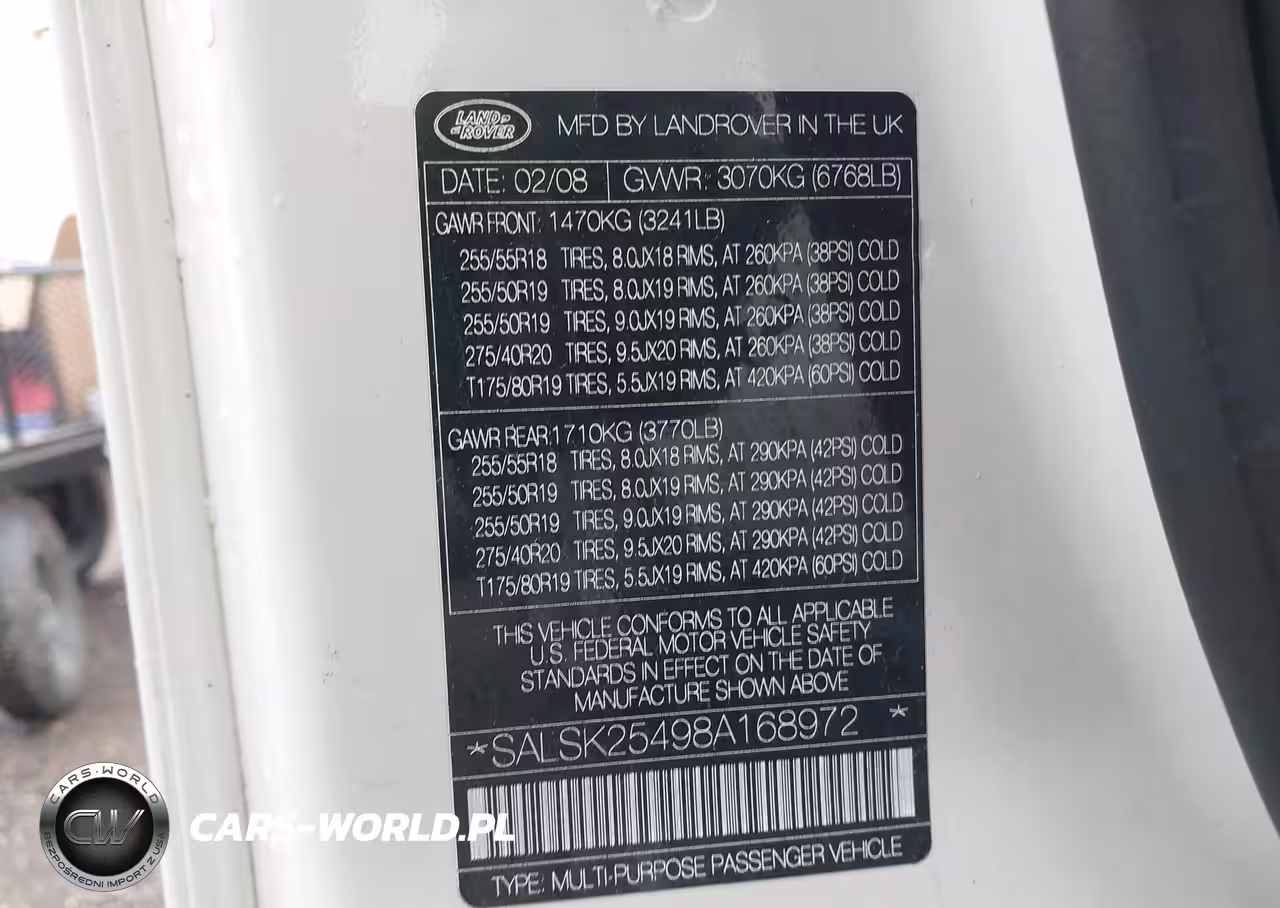 LAND ROVER
MFD BY LANDROVER IN THE UK
DATE: 02/08 GVWR: 3070KG (6768LB)
GAWR FRONT: 1470KG (3241LB)
255/55R18 TIRES, 8.0JX18 RIMS, AT 260KPA (38PSI) COLD
255/50R19 TIRES, 8.0JX19 RIMS, AT 260KPA (38PSI) COLD
255/50R19 TIRES, 9.0JX19 RIMS, AT 260KPA (38PSI) COLD
275/40R20 TIRES, 9.5JX20 RIMS, AT 260KPA (38PSI) COLD
T175/80R19 TIRES, 5.5JX19 RIMS, AT 420KPA (60PSI) COLD
GAWR REAR:1710KG (3770LB)
255/55R18 TIRES, 8.0JX18 RIMS, AT 290KPA (42PSI) COLD
255/50R19 TIRES, 8.0JX19 RIMS, AT 290KPA (42PSI) COLD
255/50R19 TIRES, 9.0JX19 RIMS, AT 290KPA (42PSI) COLD
275/40R20 TIRES, 9.5JX20 RIMS, AT 290KPA (42PSI) COLD
T175/80R19 TIRES, 5.5JX19 RIMS, AT 420KPA (60PSI) COLD
THIS VEHICLE CONFORMS TO ALL APPLICABLE
U.S. FEDERAL MOTOR VEHICLE SAFETY
STANDARDS IN EFFECT ON THE DATE OF
MANUFACTURE SHOWN ABOVE
*SALSK25498A168972 *
TYPE: MULTI-PURPOSE PASSENGER VEHICLE
CARS-WORLD
CW
BEZPOŚREDNI IMPORT Z USA
CARS-WORLD.PL